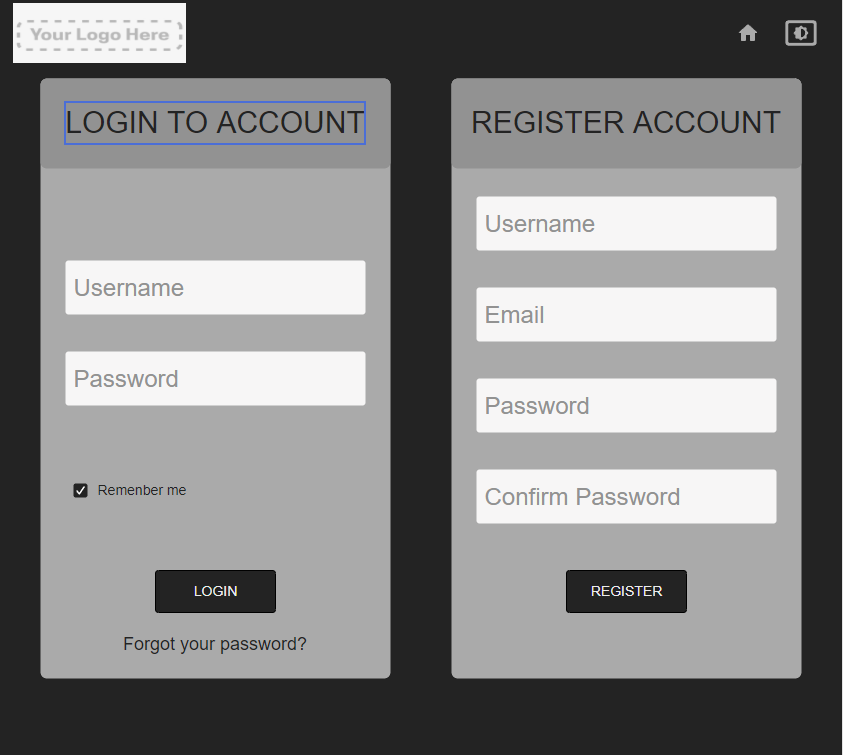 Your Logo Here
LOGIN TO ACCOUNT
Username
Password
Remenber me
LOGIN
Forgot your password?
REGISTER ACCOUNT
Username
Email
Password
Confirm Password
REGISTER